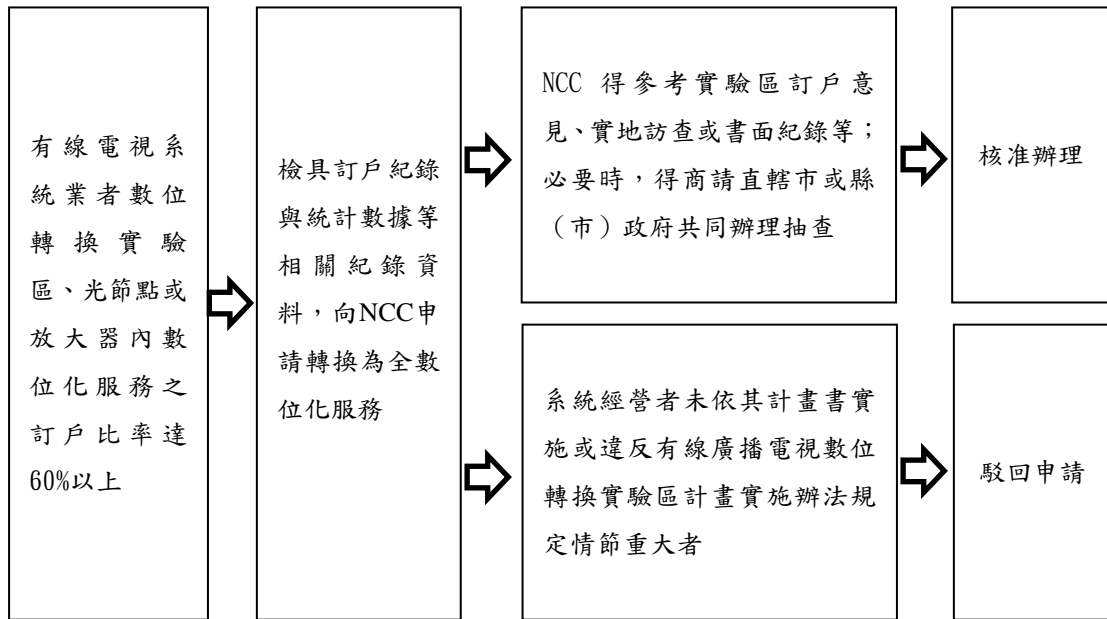 有線電視系
統業者數位
轉換實驗
區、光節點或
放大器內數
位化服務之
訂戶比率達
60%以上
檢具訂戶紀錄
與統計數據等
相關紀錄資
料，向NCC申
請轉換為全數
位化服務
NCC 得參考實驗區訂戶意
見、實地訪查或書面紀錄等；
必要時，得商請直轄市或縣
（市）政府共同辦理抽查
核准辦理
系統經營者未依其計畫書實
施或違反有線廣播電視數位
轉換實驗區計畫實施辦法規
定情節重大者
駁回申請